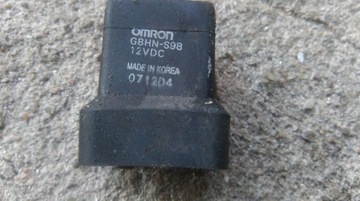 OMRON
G8HN-S98
12VDC
MADE IN KOREA
071204